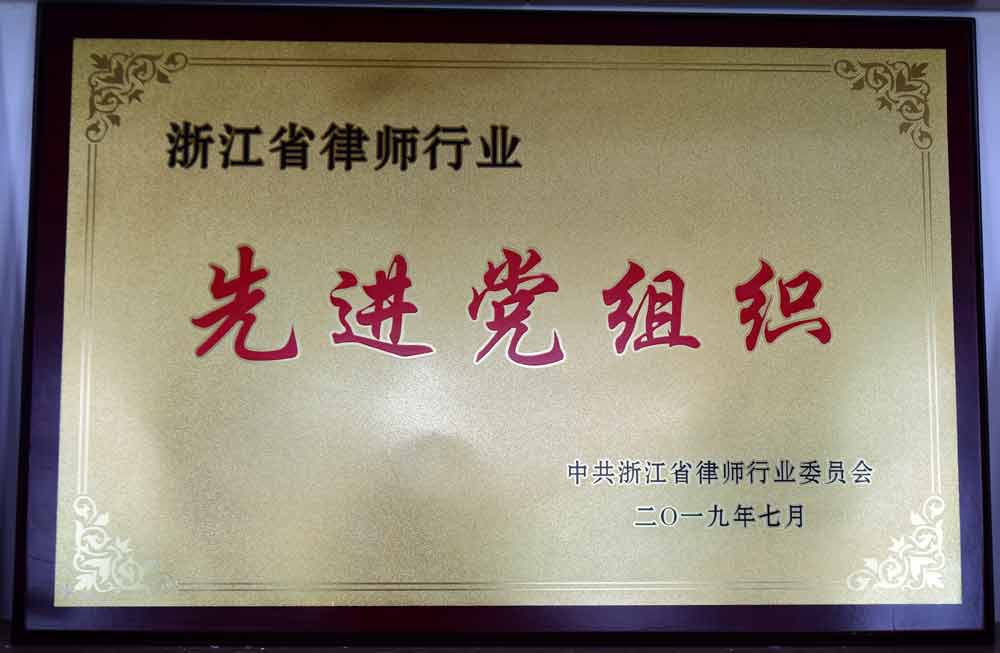 浙江省律师行业
先进党组织
中共浙江省律师行业委员会
二〇一九年七月